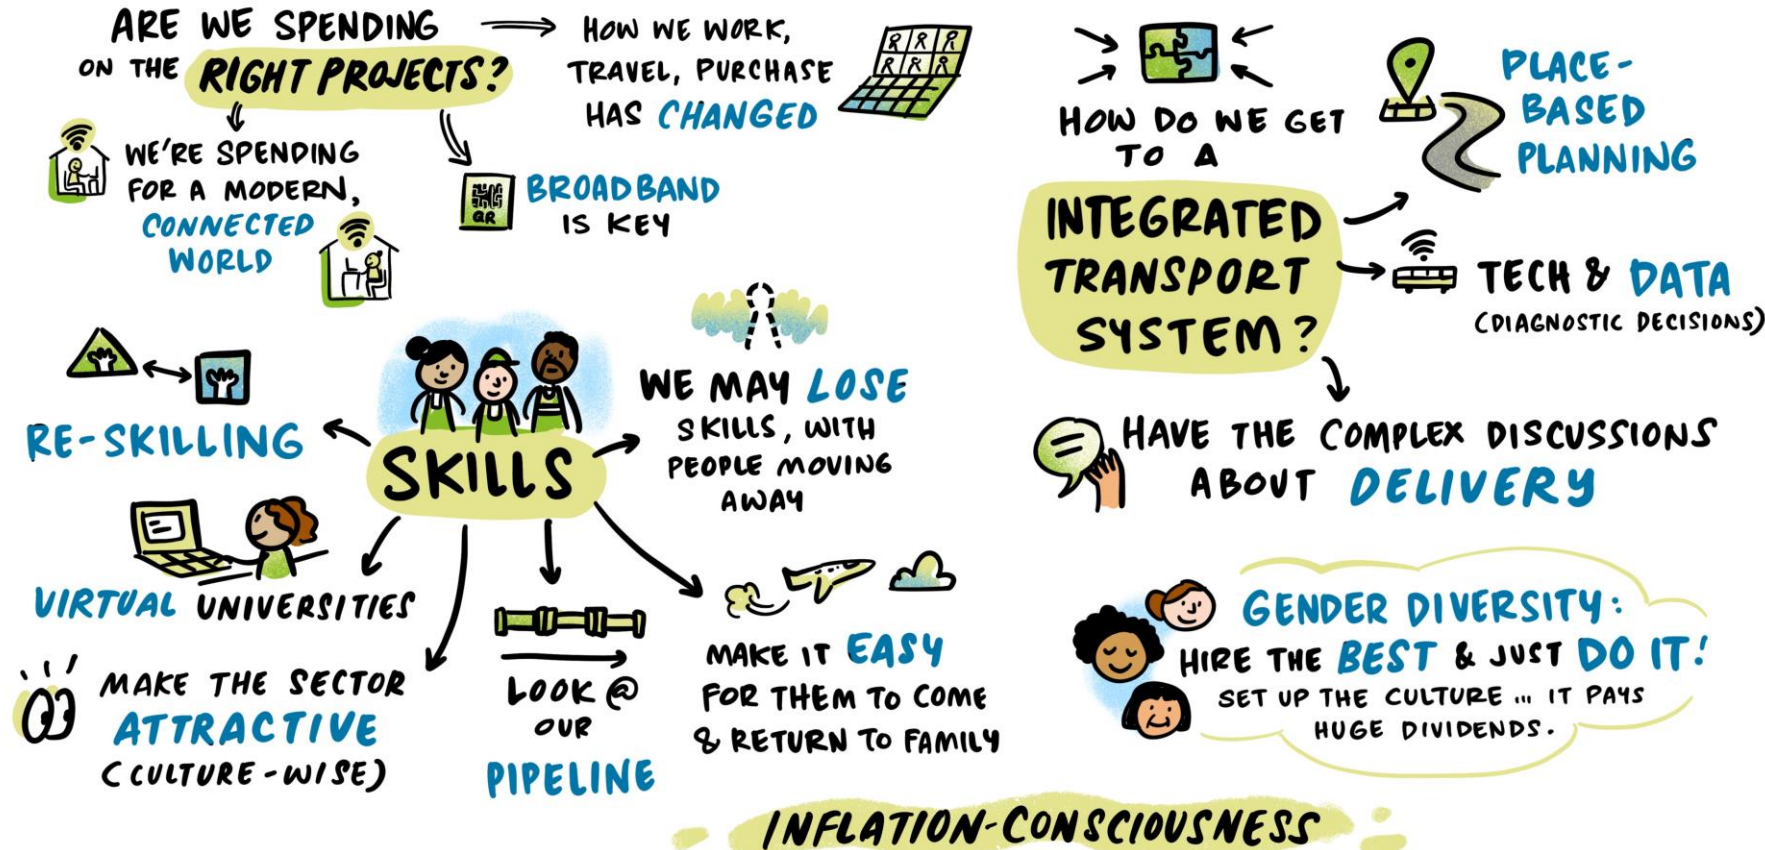 ARE WE SPENDING
ON THE RIGHT PROJECTS?
HOW WE WORK,
TRAVEL, PURCHASE
HAS CHANGED
WE'RE SPENDING
FOR A MODERN,
CONNECTED
WORLD
QR
BROADBAND
IS KEY
SKILLS
RE-SKILLING
WE MAY LOSE
SKILLS, WITH
PEOPLE MOVING
AWAY
VIRTUAL UNIVERSITIES
MAKE THE SECTOR
ATTRACTIVE
(CULTURE-WISE)
LOOK @
OUR
PIPELINE
MAKE IT EASY
FOR THEM TO COME
& RETURN TO FAMILY
HOW DO WE GET
TO A
INTEGRATED
TRANSPORT
SYSTEM?
PLACE-
BASED
PLANNING
TECH & DATA
(DIAGNOSTIC DECISIONS)
HAVE THE COMPLEX DISCUSSIONS
ABOUT DELIVERY
GENDER DIVERSITY:
HIRE THE BEST & JUST DO IT!
SET UP THE CULTURE ... IT PAYS
HUGE DIVIDENDS.
INFLATION-CONSCIOUSNESS